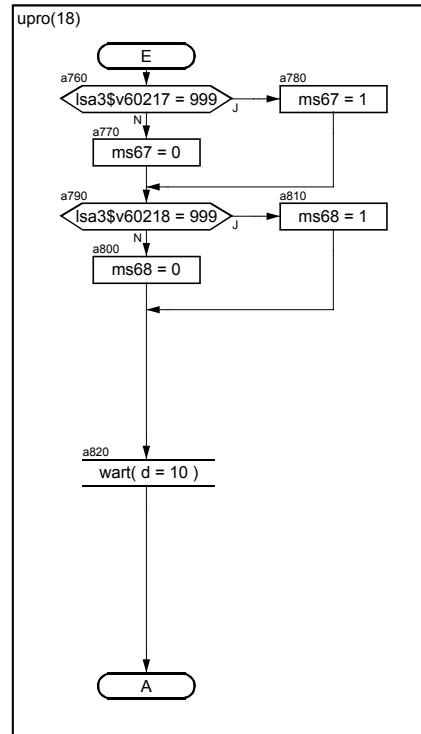 upro(18)
E
a760
lsa3$v60217 = 999
J
a780
ms67 = 1
N
a770
ms67 = 0
a790
lsa3$v60218 = 999
J
a810
ms68 = 1
N
a800
ms68 = 0
a820
wart( d = 10 )
A